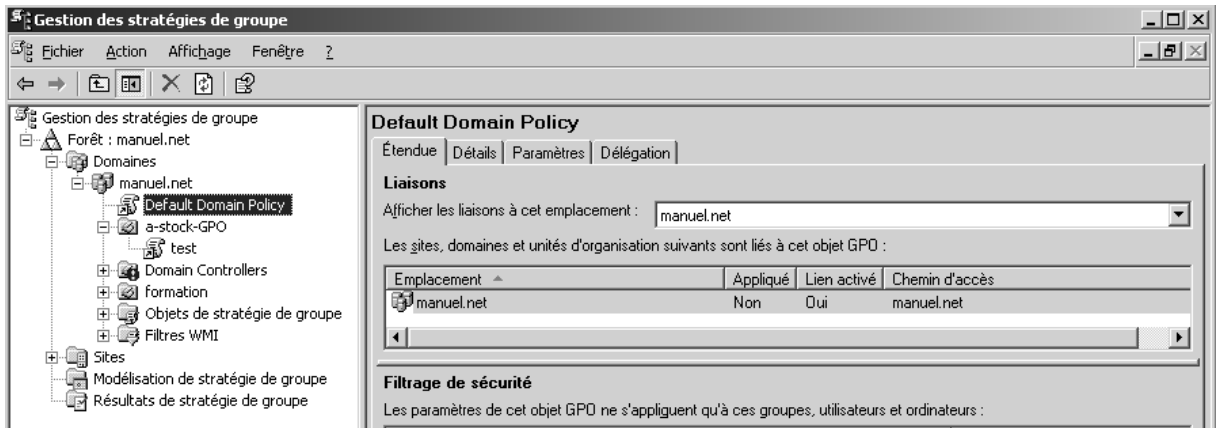 Gestion des stratégies de groupe
Fichier Action Affichage Fenêtre ?
Gestion des stratégies de groupe
Forêt : manuel.net
Domaines
manuel.net
Default Domain Policy
a-stock-GPO
test
Domain Controllers
formation
Objets de stratégie de groupe
Filtres WMI
Sites
Modélisation de stratégie de groupe
Résultats de stratégie de groupe
Default Domain Policy
Étendue Détails Paramètres Délégation
Liaisons
Afficher les liaisons à cet emplacement : manuel.net
Les sites, domaines et unités d'organisation suivants sont liés à cet objet GPO :
Emplacement Appliqué Lien activé Chemin d'accès
manuel.net Non Oui manuel.net
Filtrage de sécurité
Les paramètres de cet objet GPO ne s'appliquent qu'à ces groupes, utilisateurs et ordinateurs :